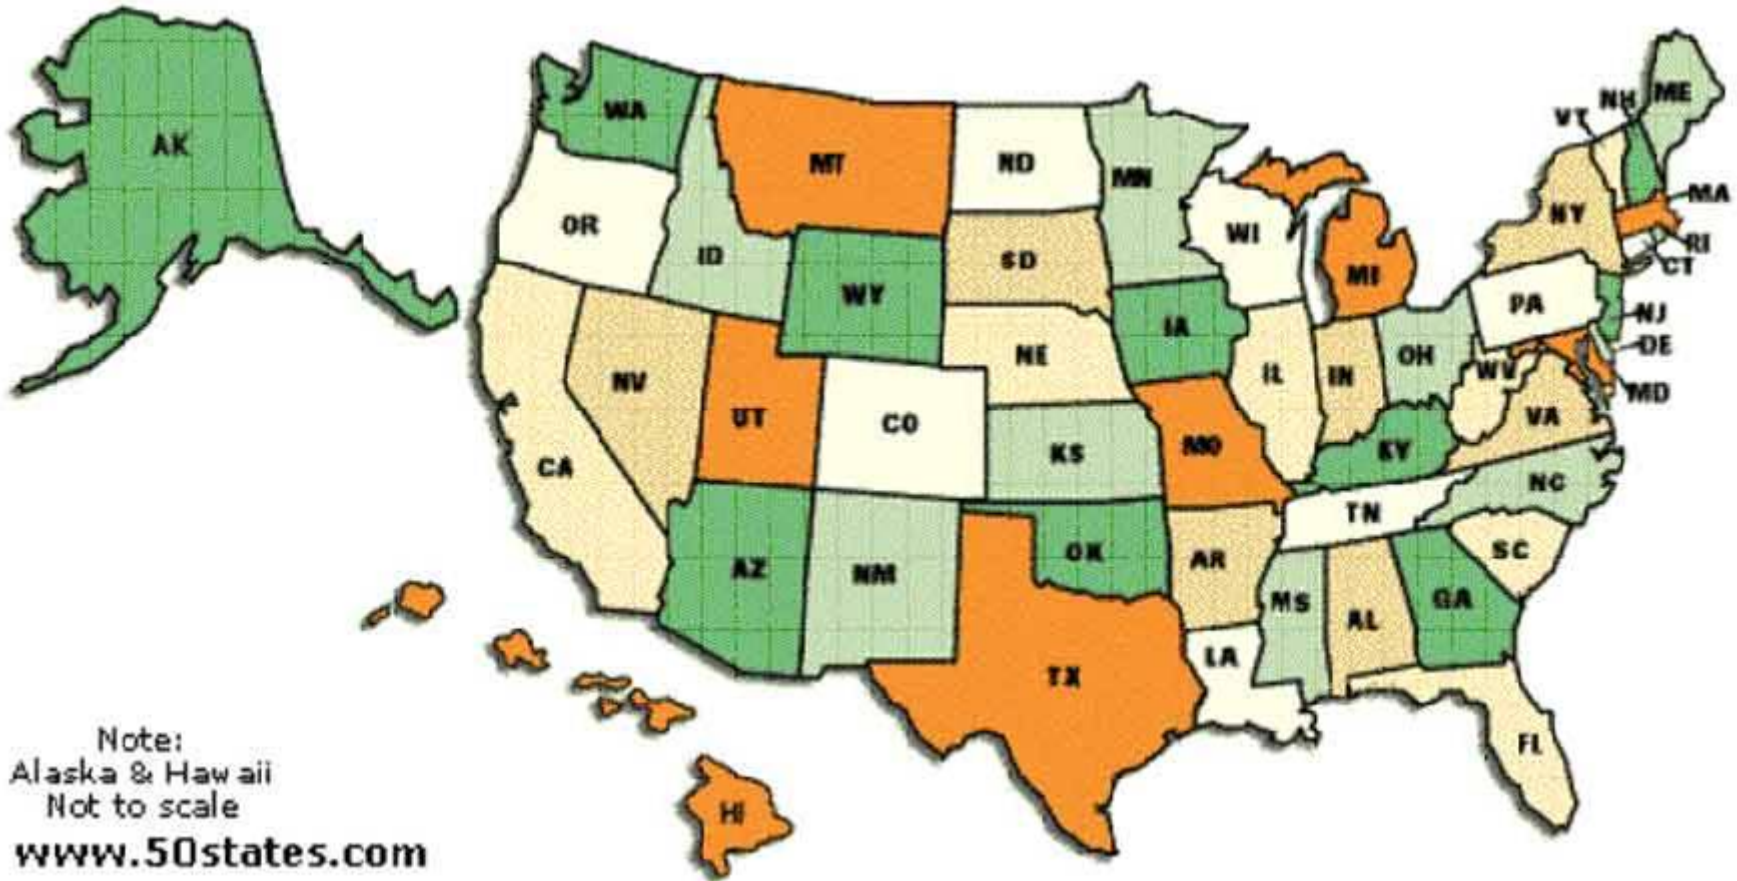 AK
WA
MT
ND
MN
OR
ID
WY
SD
WI
MI
IA
NE
NV
UT
CO
CA
KS
MO
IL
IN
OH
KY
WV
VA
PA
NY
VT
NH
ME
MA
RI
CT
NJ
DE
MD
NC
TN
SC
AZ
NM
OK
AR
MS
AL
GA
TX
LA
FL
HI
Note:
Alaska & Hawaii
Not to scale
www.50states.com